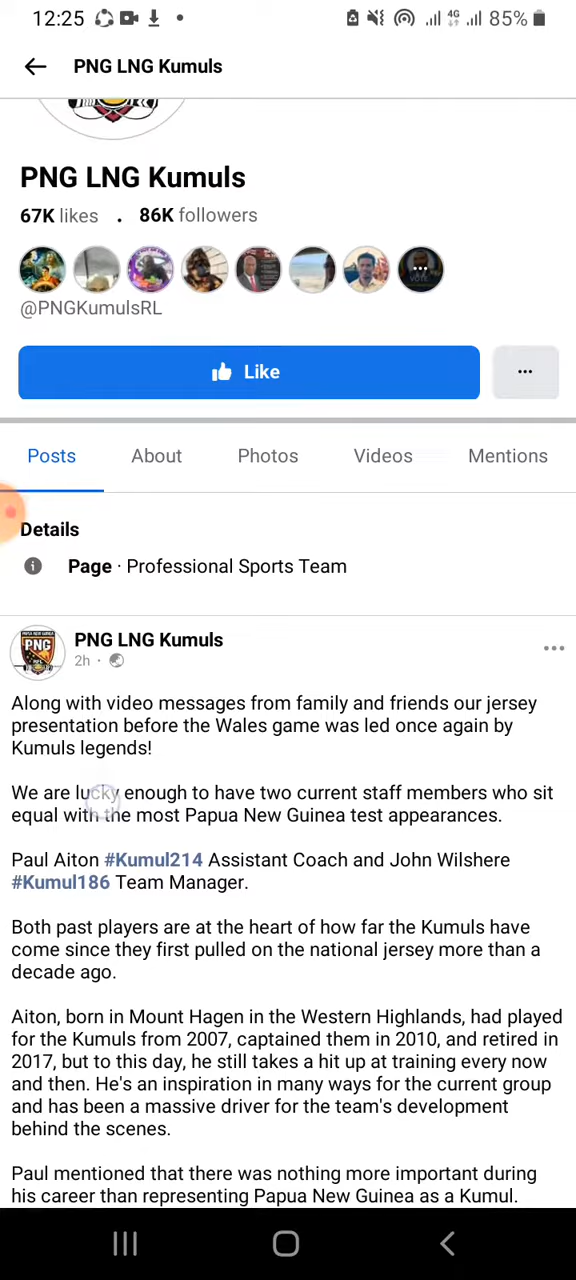 12:25
4G
85%
PNG LNG Kumuls
PNG LNG Kumuls
67K likes . 86K followers
@PNGKumulsRL
Like
Posts About Photos Videos Mentions
Details
Page · Professional Sports Team
PNG
PNG LNG Kumuls
2h ·
Along with video messages from family and friends our jersey
presentation before the Wales game was led once again by
Kumuls legends!
We are lucky enough to have two current staff members who sit
equal with the most Papua New Guinea test appearances.
Paul Aiton #Kumul214 Assistant Coach and John Wilshere
#Kumul186 Team Manager.
Both past players are at the heart of how far the Kumuls have
come since they first pulled on the national jersey more than a
decade ago.
Aiton, born in Mount Hagen in the Western Highlands, had played
for the Kumuls from 2007, captained them in 2010, and retired in
2017, but to this day, he still takes a hit up at training every now
and then. He's an inspiration in many ways for the current group
and has been a massive driver for the team's development
behind the scenes.
Paul mentioned that there was nothing more important during
his career than representing Papua New Guinea as a Kumul.